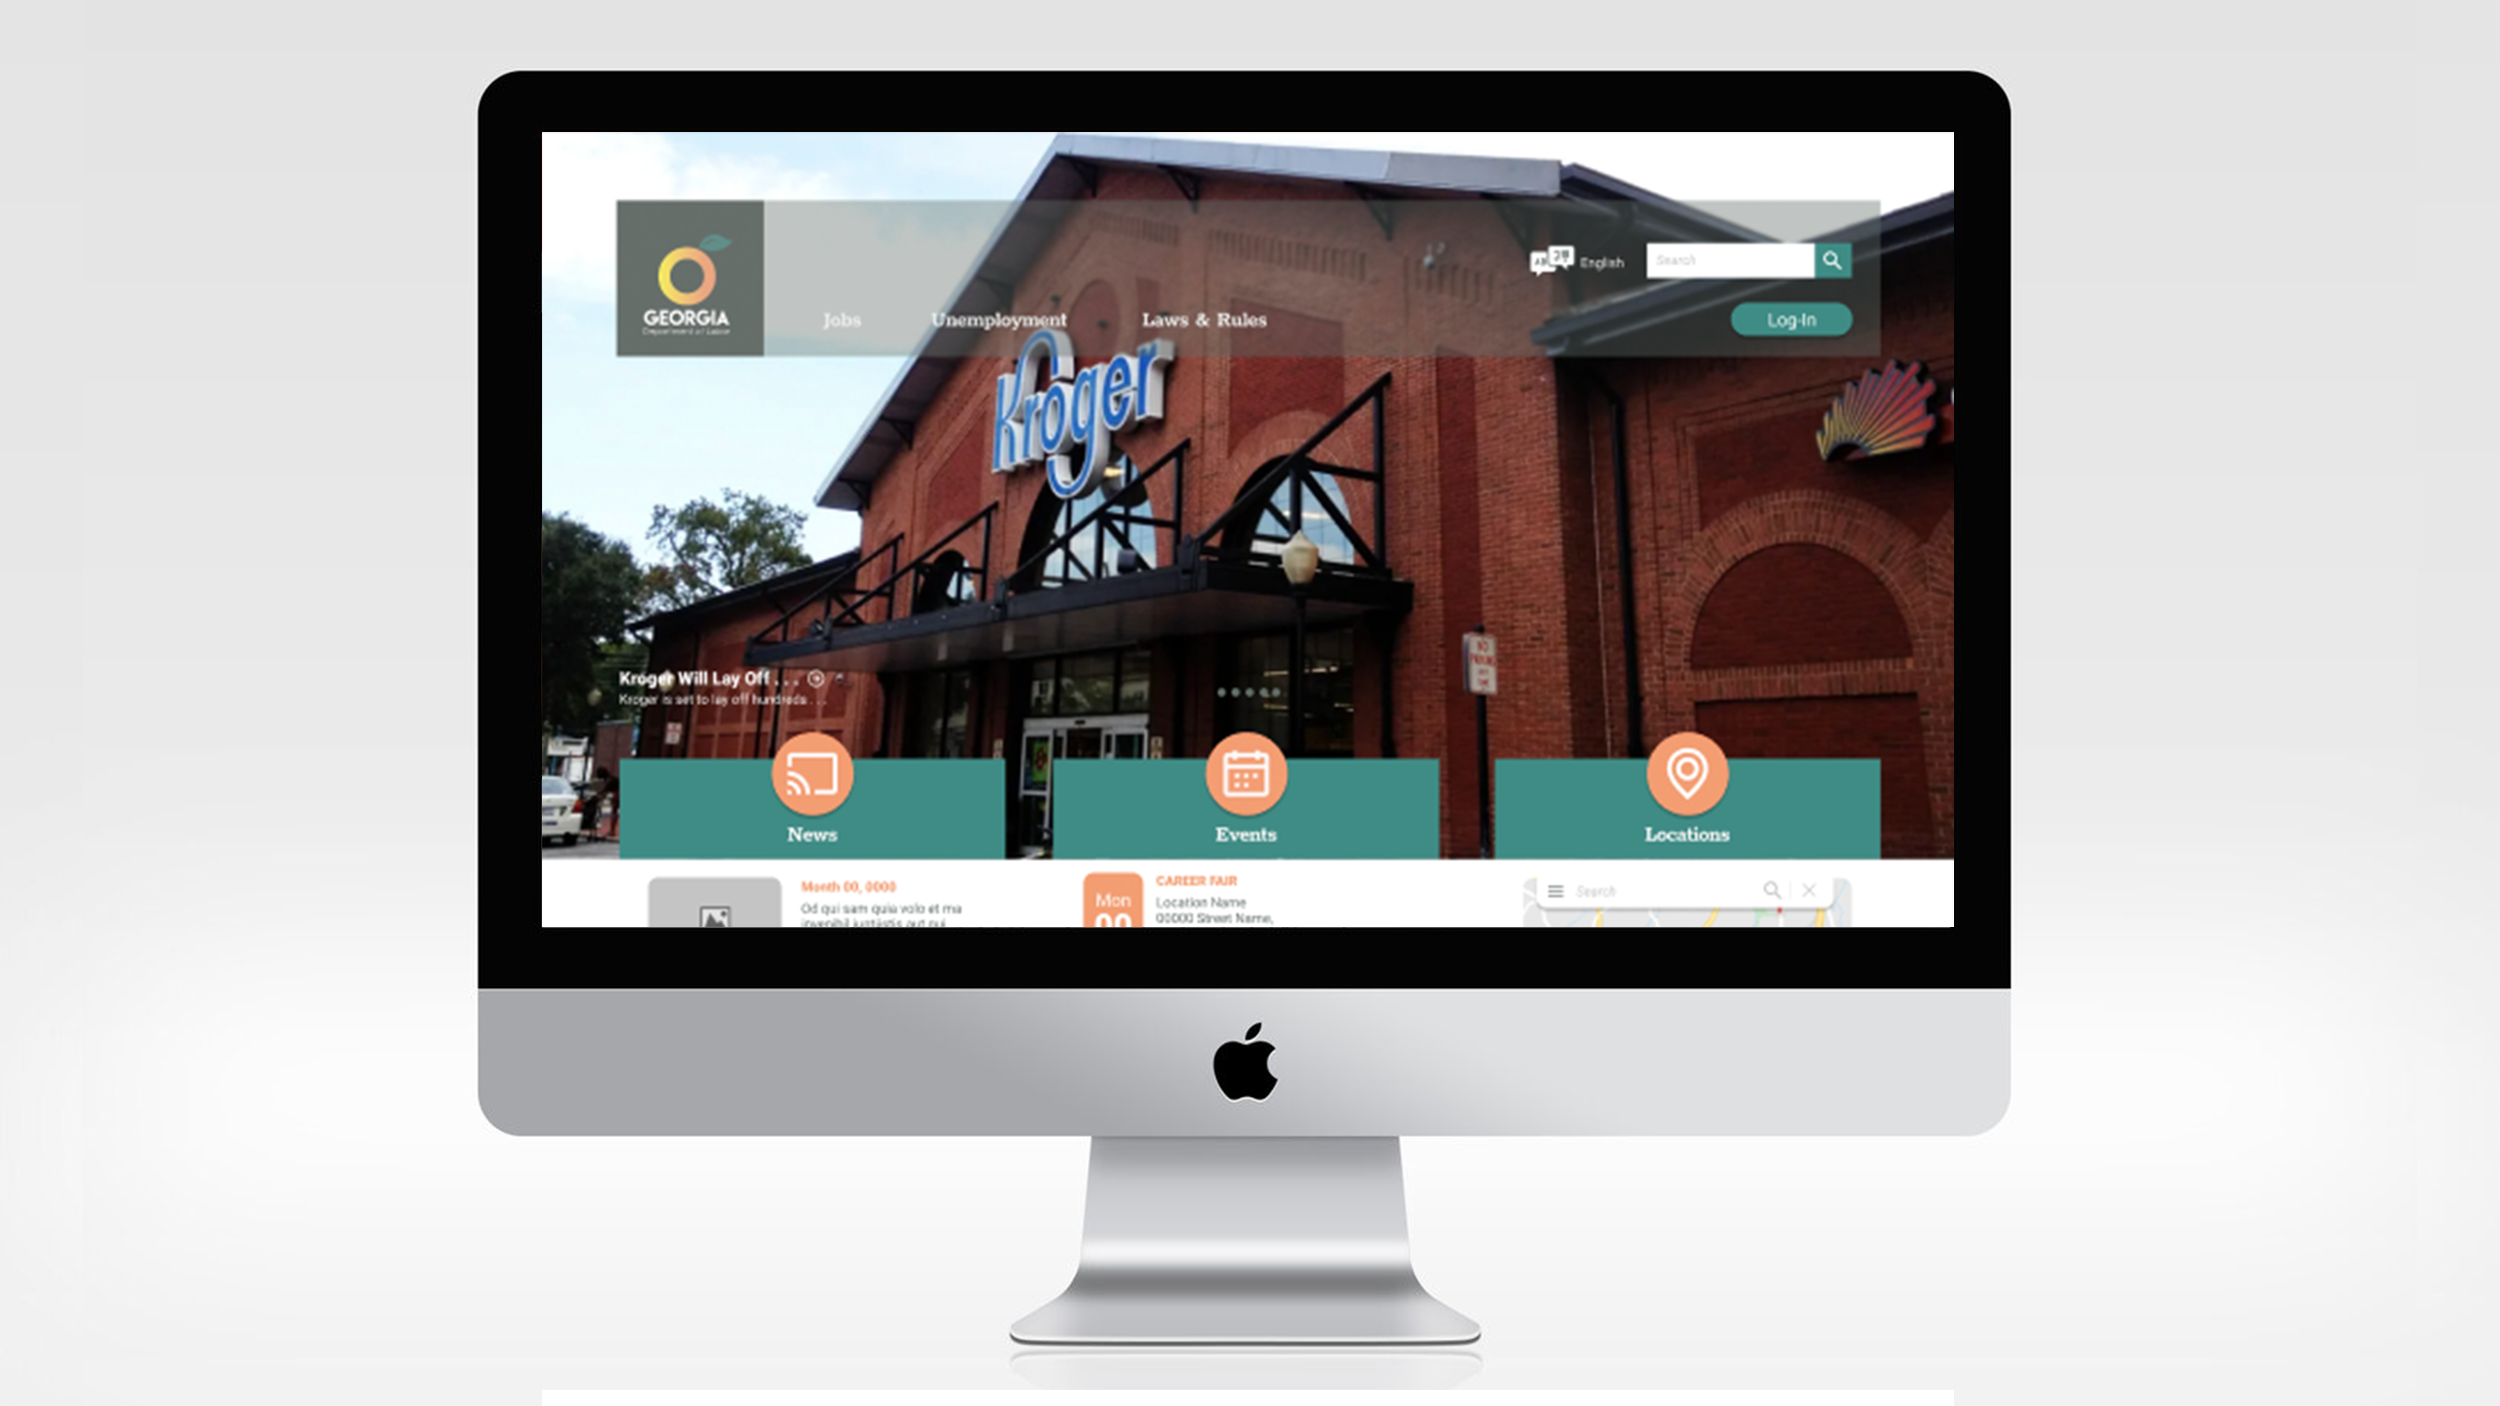 English
Search
GEORGIA
Department of Labor
Jobs
Unemployment
Laws & Rules
Log-In
Kroger
NO
PARKING
Kroger Will Lay Off . . .
Kroger is set to lay off hundreds . . .
News
Events
Locations
Month 00, 0000
Od qui sam quia volo et ma
Mon
00
CAREER FAIR
Location Name
00000 Street Name,
Search